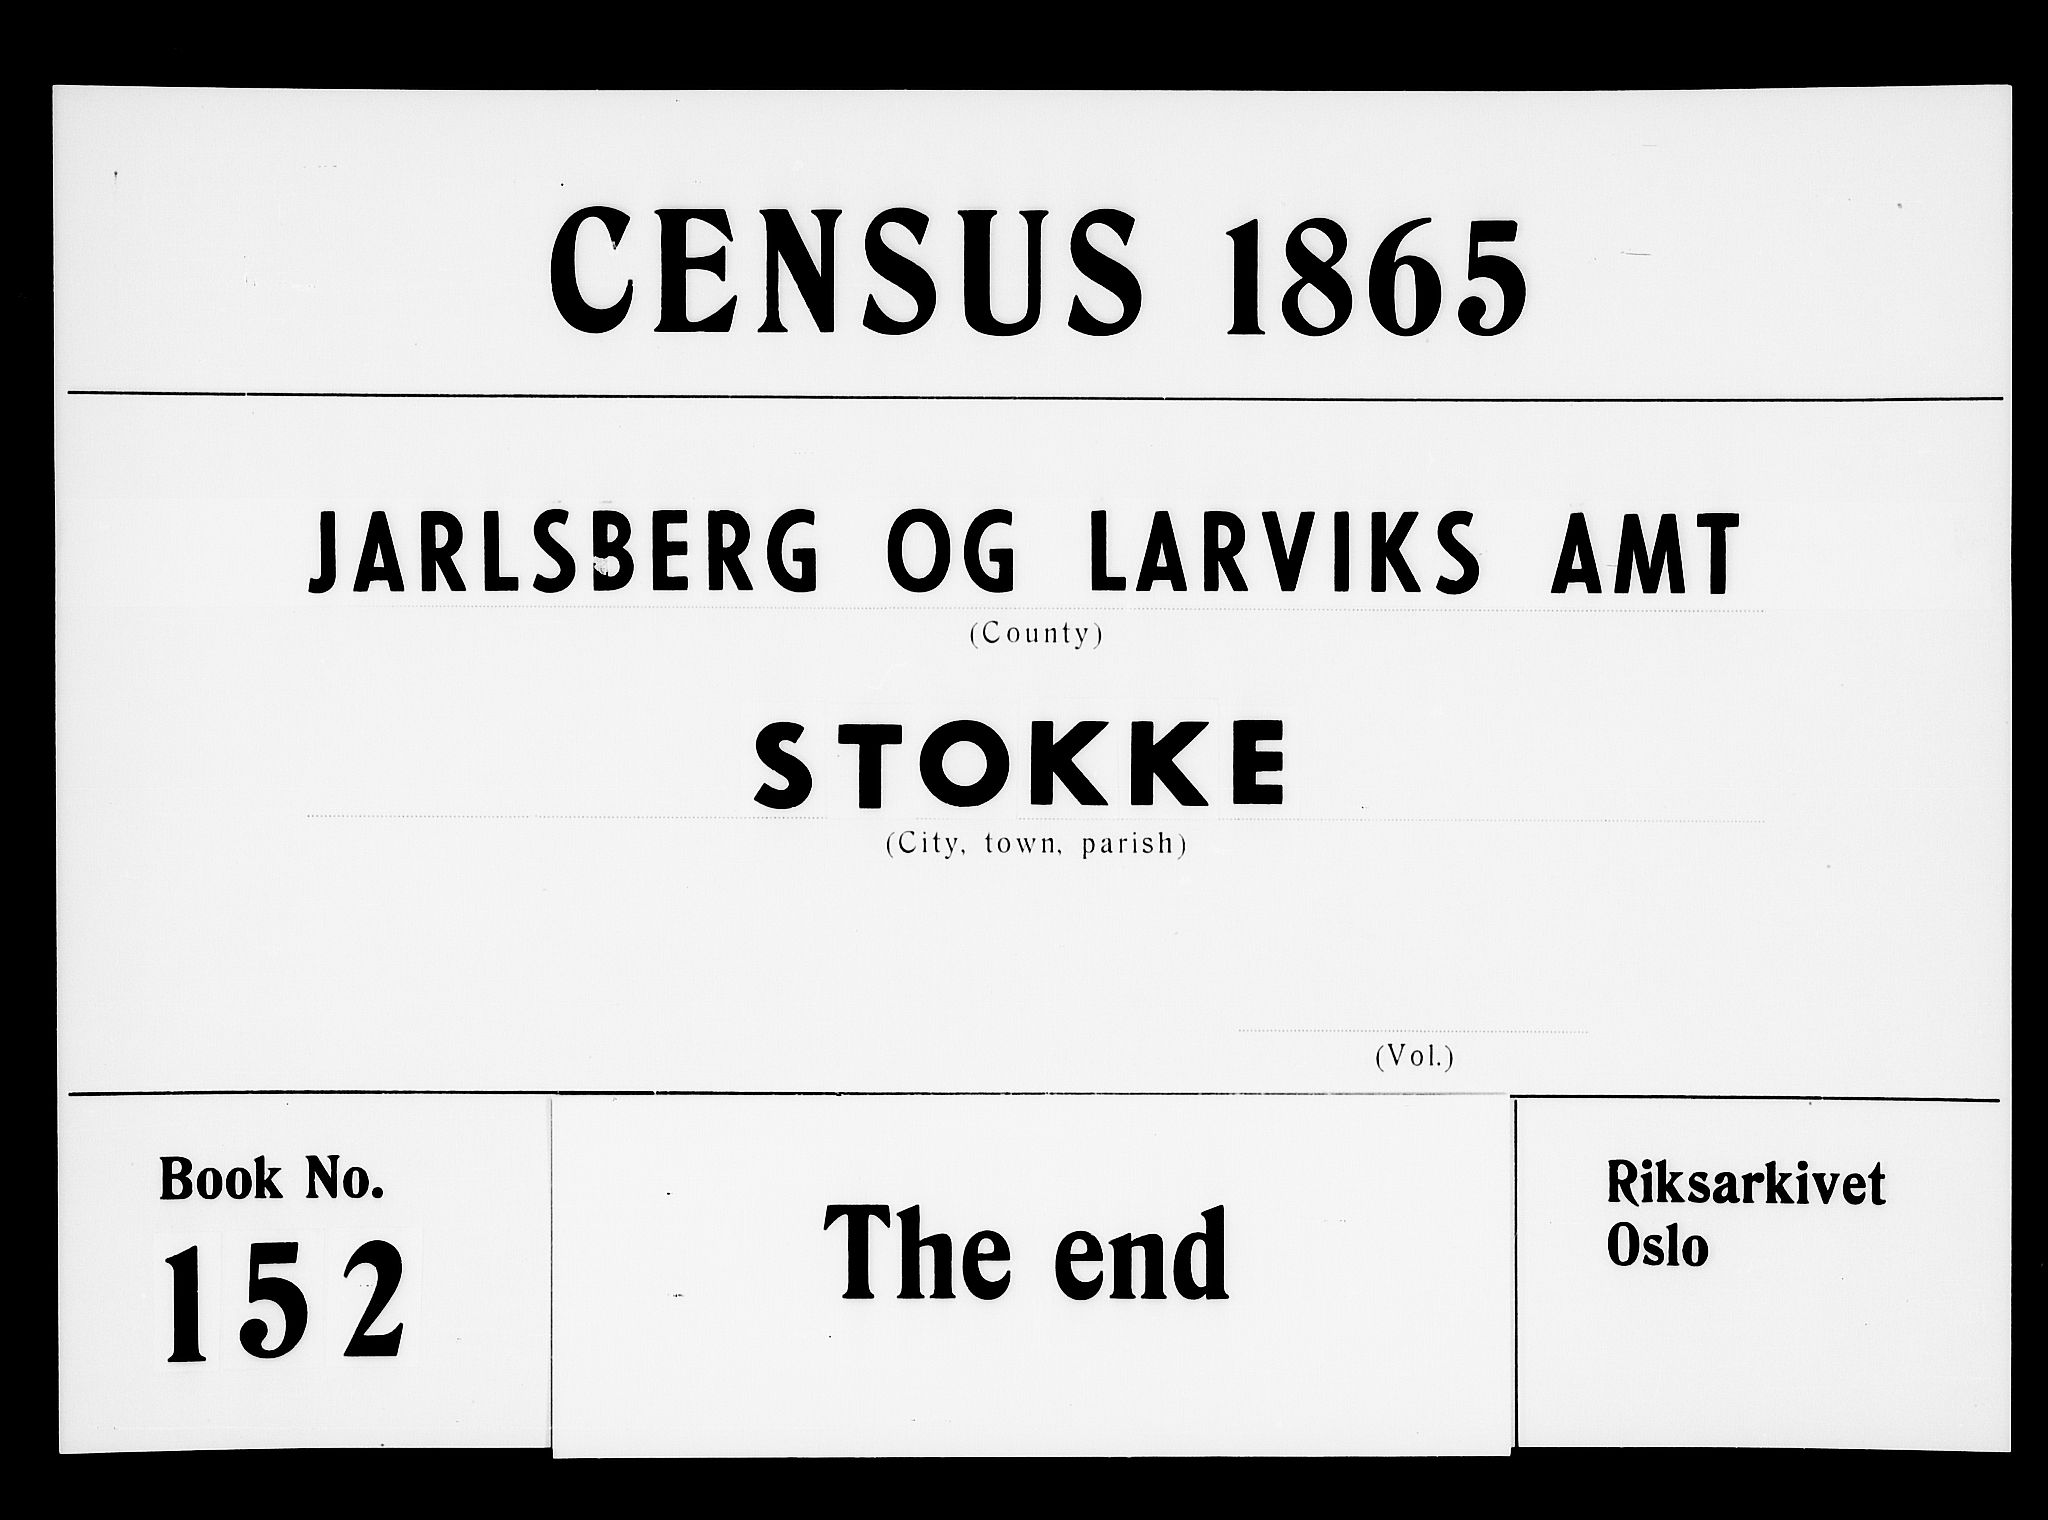 CENSUS 1865
JARLSBERG OG LARVIKS AMT
(County)
STOKKE
(City, town, parish)
(Vol.)
Book No.
152
The end
Riksarkivet
Oslo